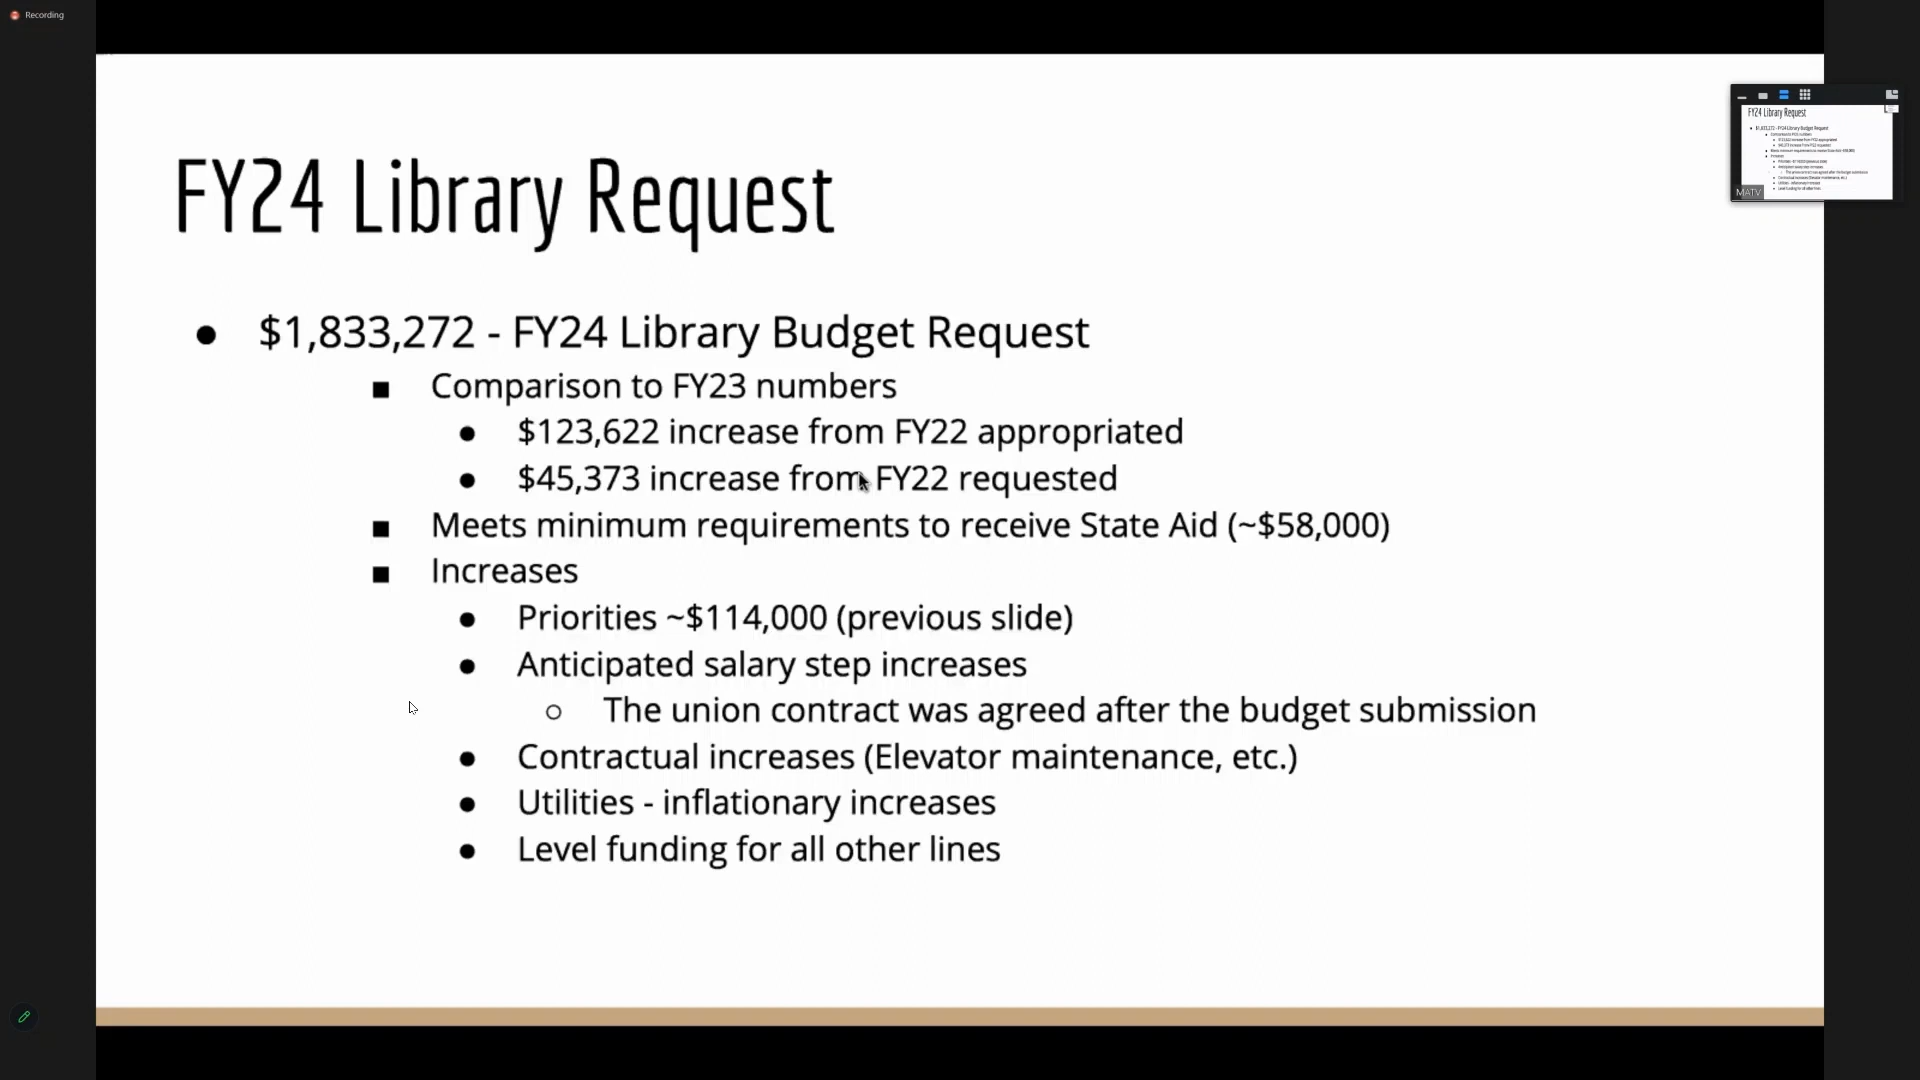 Recording
FY24 Library Request
● $1,833,272 - FY24 Library Budget Request
■ Comparison to FY23 numbers
● $123,622 increase from FY22 appropriated
● $45,373 increase from FY22 requested
■ Meets minimum requirements to receive State Aid (~$58,000)
■ Increases
● Priorities ~$114,000 (previous slide)
● Anticipated salary step increases
○ The union contract was agreed after the budget submission
● Contractual increases (Elevator maintenance, etc.)
● Utilities - inflationary increases
● Level funding for all other lines
FY24 Library Request
MATV